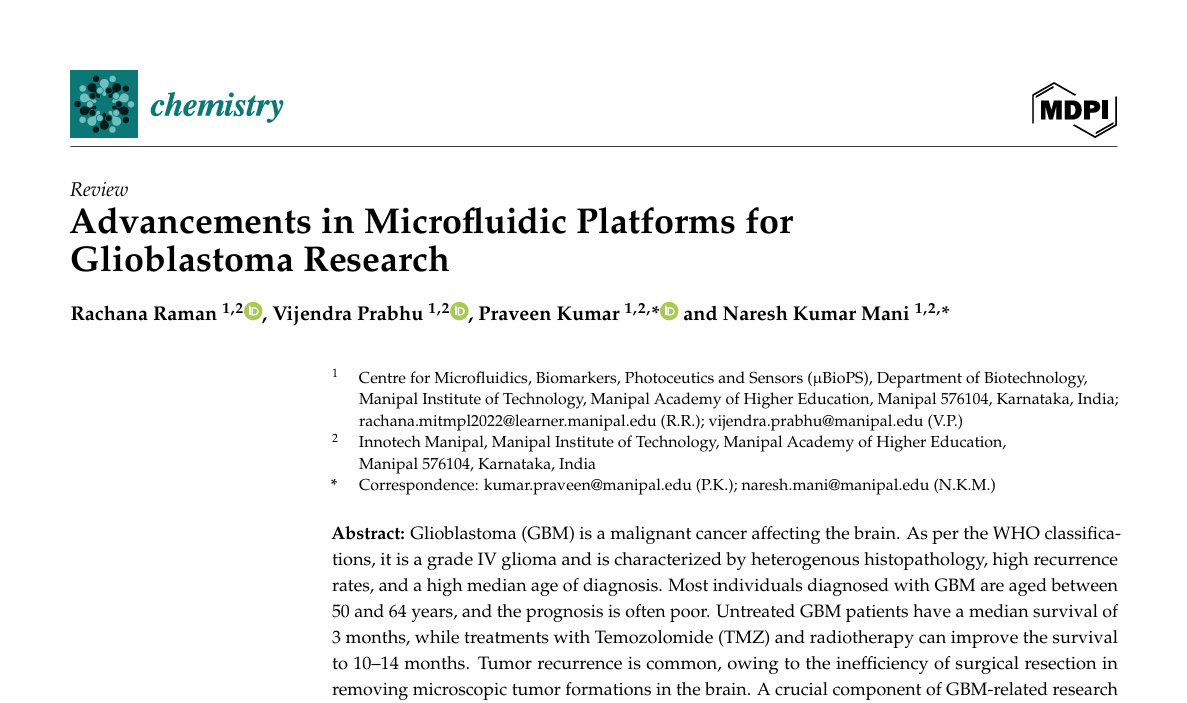 chemistry
MDPI
Review
Advancements in Microfluidic Platforms for
Glioblastoma Research
Rachana Raman 1,2 iD, Vijendra Prabhu 1,2 iD, Praveen Kumar 1,2,* iD and Naresh Kumar Mani 1,2,*
1 Centre for Microfluidics, Biomarkers, Photoceutics and Sensors (µBioPS), Department of Biotechnology,
Manipal Institute of Technology, Manipal Academy of Higher Education, Manipal 576104, Karnataka, India;
rachana.mitmpl2022@learner.manipal.edu (R.R.); vijendra.prabhu@manipal.edu (V.P.)
2 Innotech Manipal, Manipal Institute of Technology, Manipal Academy of Higher Education,
Manipal 576104, Karnataka, India
* Correspondence: kumar.praveen@manipal.edu (P.K.); naresh.mani@manipal.edu (N.K.M.)
Abstract: Glioblastoma (GBM) is a malignant cancer affecting the brain. As per the WHO classifica-
tions, it is a grade IV glioma and is characterized by heterogenous histopathology, high recurrence
rates, and a high median age of diagnosis. Most individuals diagnosed with GBM are aged between
50 and 64 years, and the prognosis is often poor. Untreated GBM patients have a median survival of
3 months, while treatments with Temozolomide (TMZ) and radiotherapy can improve the survival
to 10–14 months. Tumor recurrence is common, owing to the inefficiency of surgical resection in
removing microscopic tumor formations in the brain. A crucial component of GBM-related research